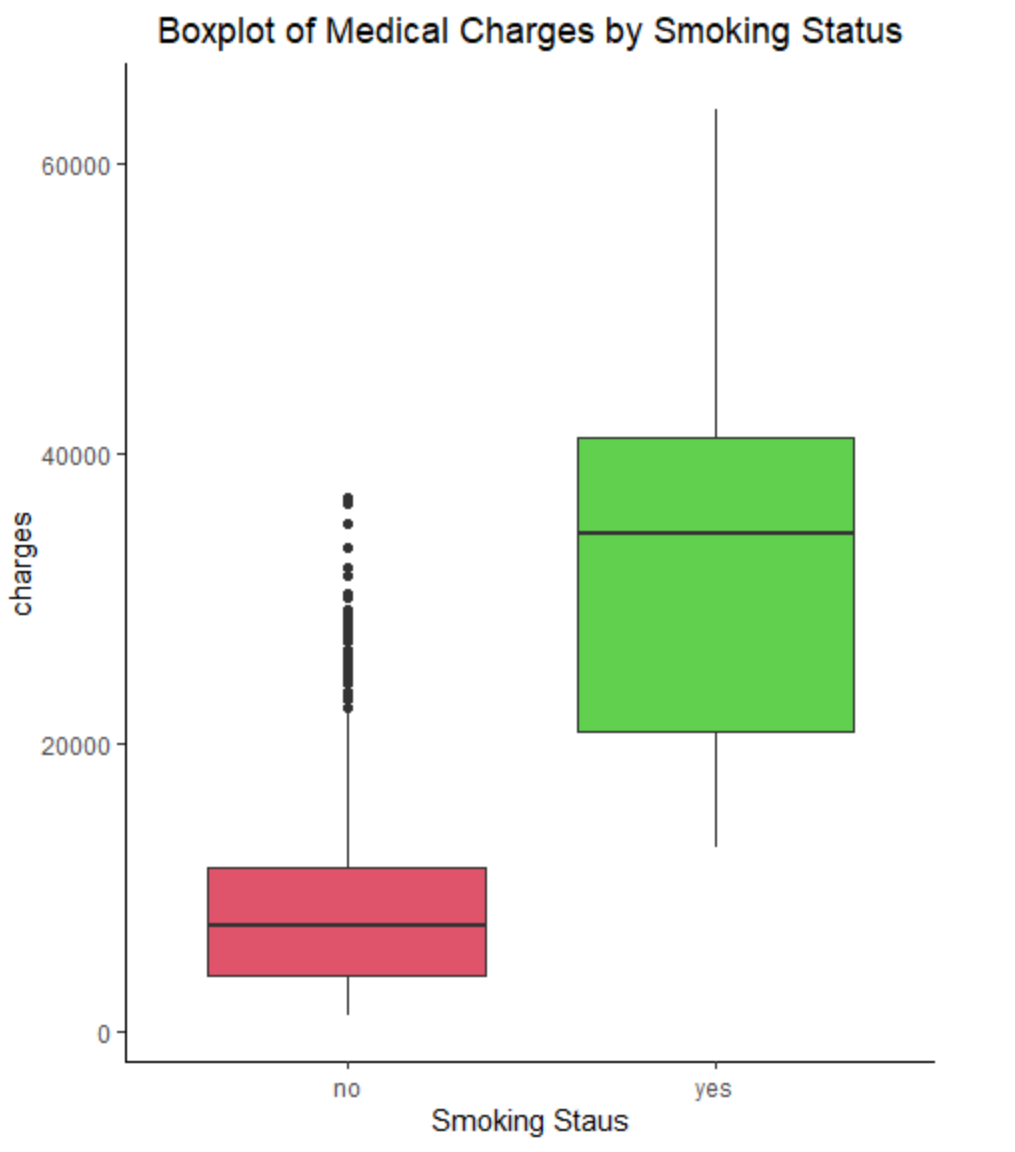 Boxplot of Medical Charges by Smoking Status
60000
40000
20000
0
charges
no yes
Smoking Staus